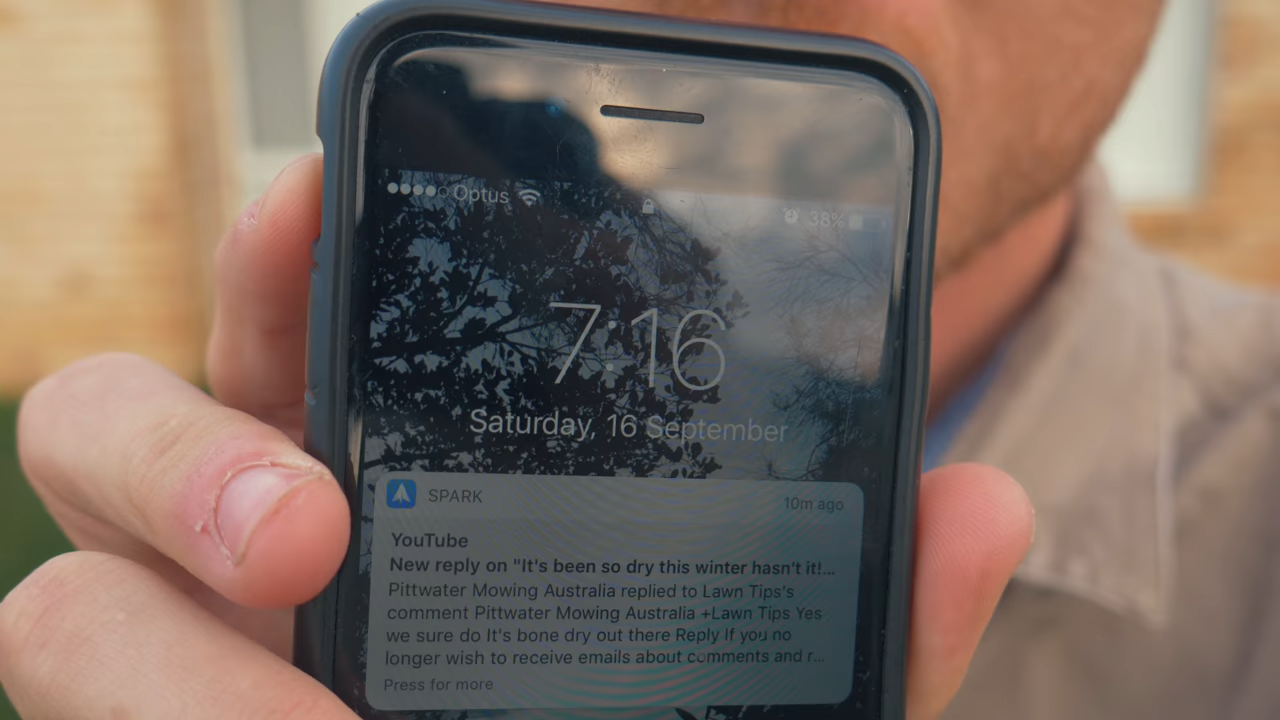 Optus 38%
7:16
Saturday, 16 September
SPARK 10m ago
YouTube
New reply on "It's been so dry this winter hasn't it!...
Pittwater Mowing Australia replied to Lawn Tips's
comment Pittwater Mowing Australia +Lawn Tips Yes
we sure do It's bone dry out there Reply If you no
longer wish to receive emails about comments and r...
Press for more